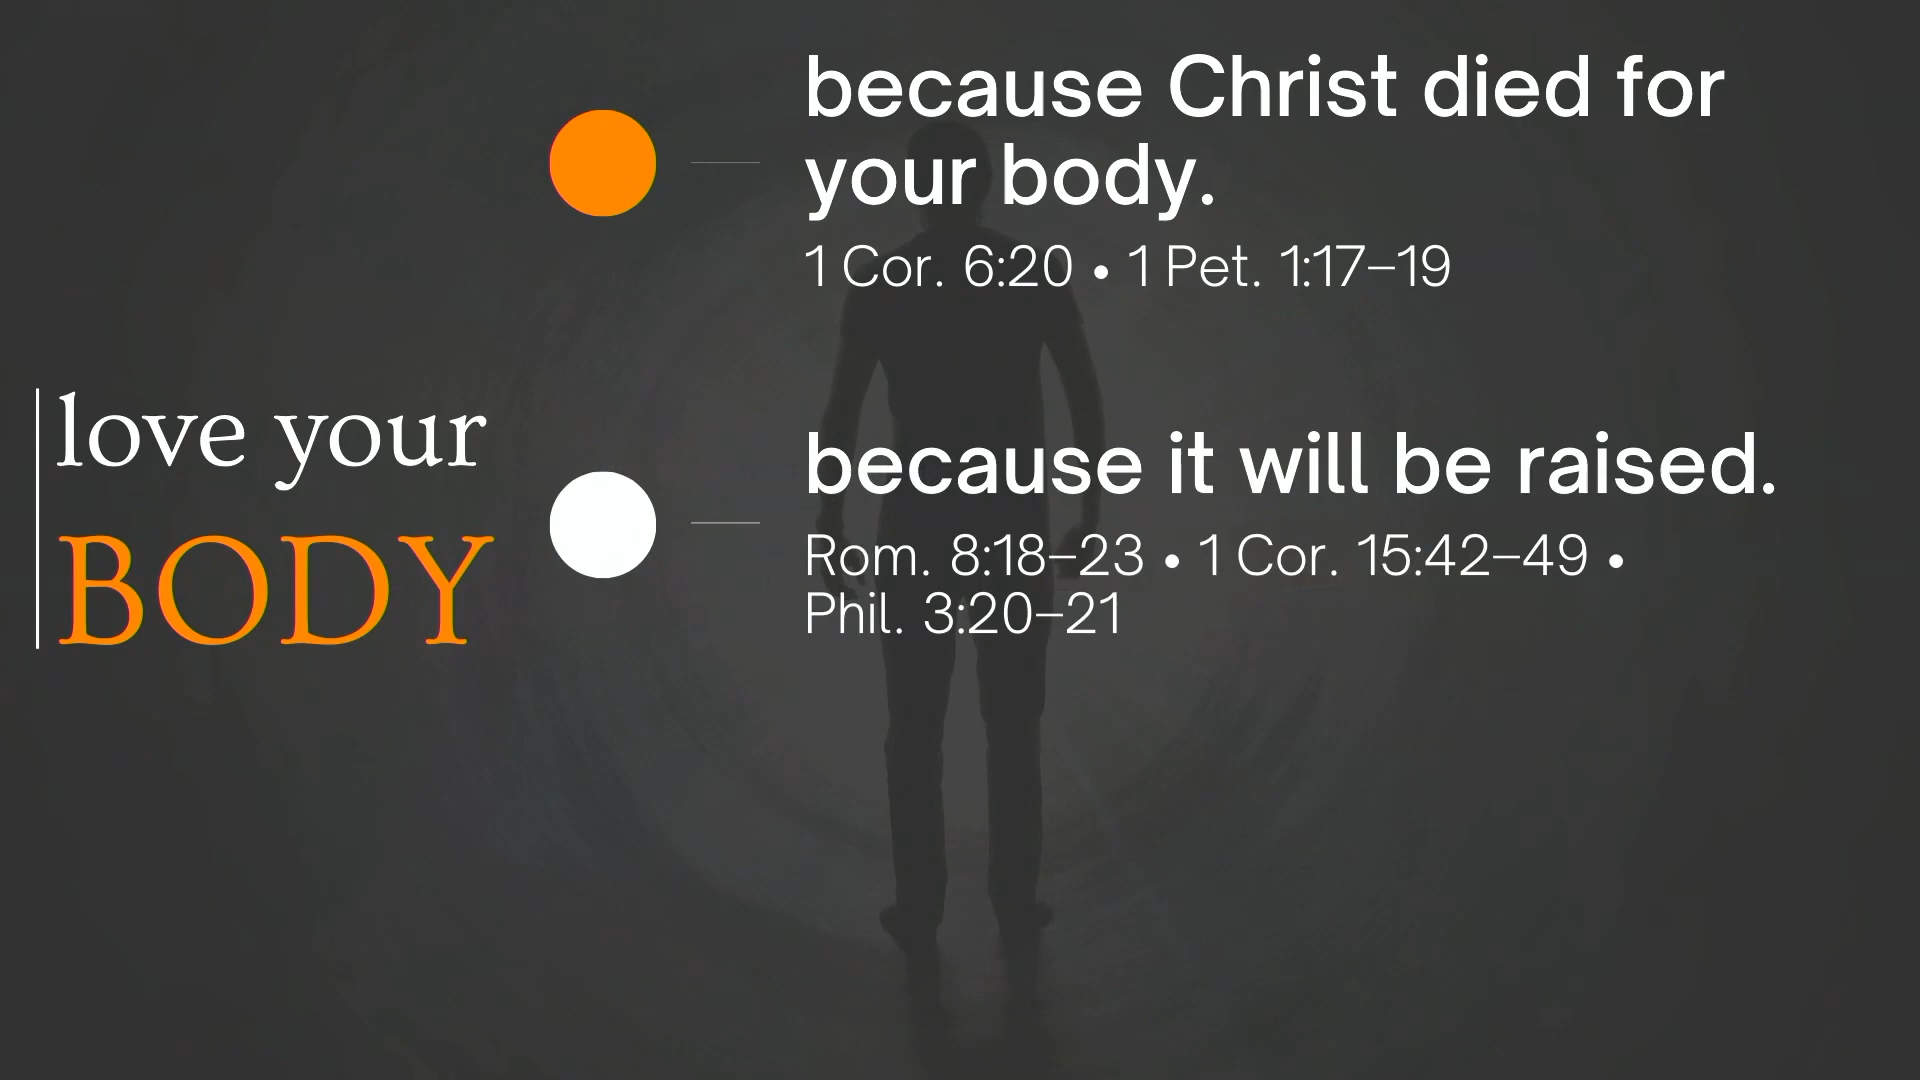 love your
BODY
because Christ died for
your body.
1 Cor. 6:20 • 1 Pet. 1:17–19
because it will be raised.
Rom. 8:18–23 • 1 Cor. 15:42–49 •
Phil. 3:20–21